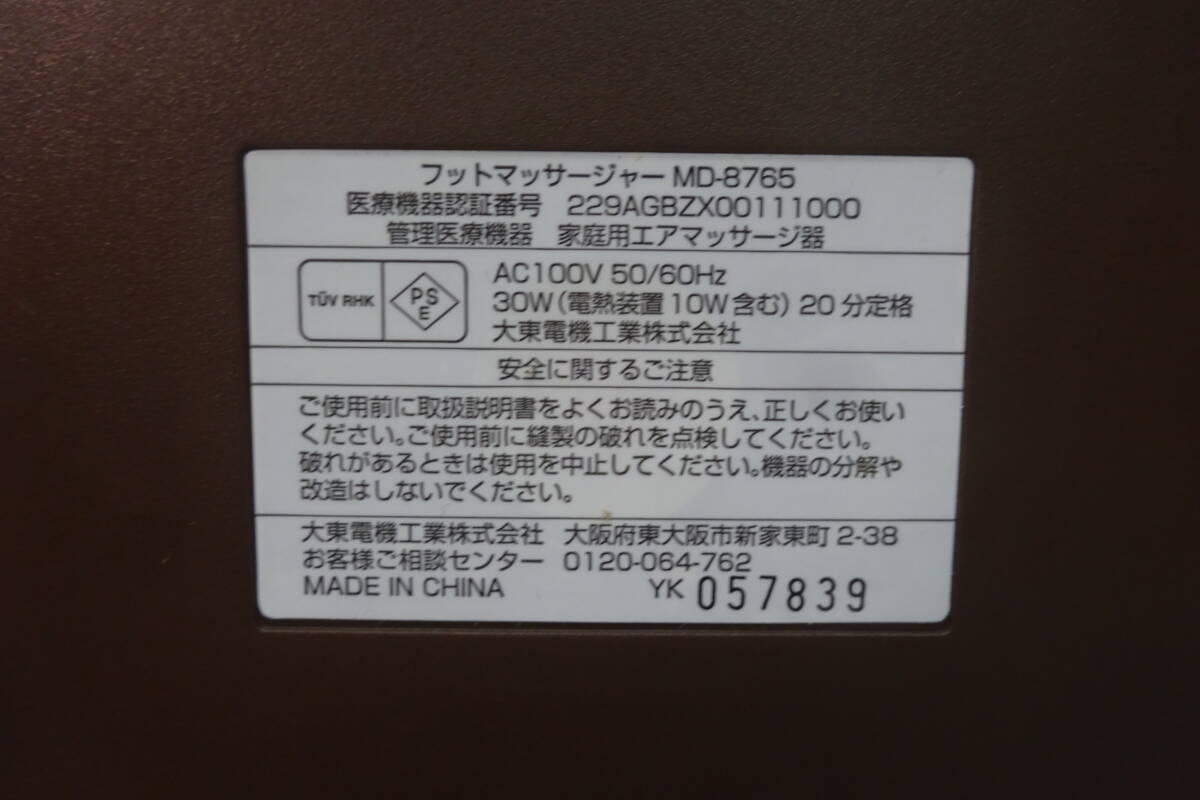 フットマッサージャー MD-8765
医療機器認証番号 229AGBZX00111000
管理医療機器 家庭用エアマッサージ器
TÜV RHK
PS
E
AC100V 50/60Hz
30W(電熱装置10W含む) 20分定格
大東電機工業株式会社
安全に関するご注意
ご使用前に取扱説明書をよくお読みのうえ、正しくお使い
ください。ご使用前に縫製の破れを点検してください。
破れがあるときは使用を中止してください。機器の分解や
改造はしないでください。
大東電機工業株式会社 大阪府東大阪市新家東町2-38
お客様ご相談センター 0120-064-762
MADE IN CHINA YK 057839